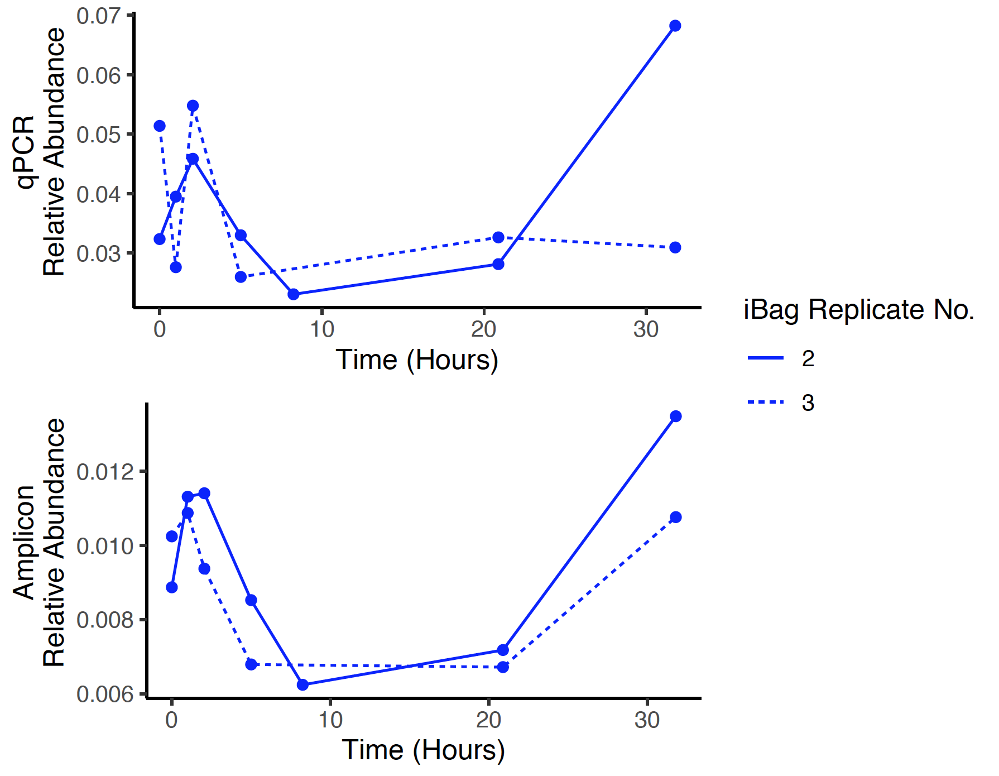 qPCR
Relative Abundance
0.07
0.06
0.05
0.04
0.03
0 10 20 30
Time (Hours)
iBag Replicate No.
2
3
Amplicon
Relative Abundance
0.012
0.010
0.008
0.006
0 10 20 30
Time (Hours)